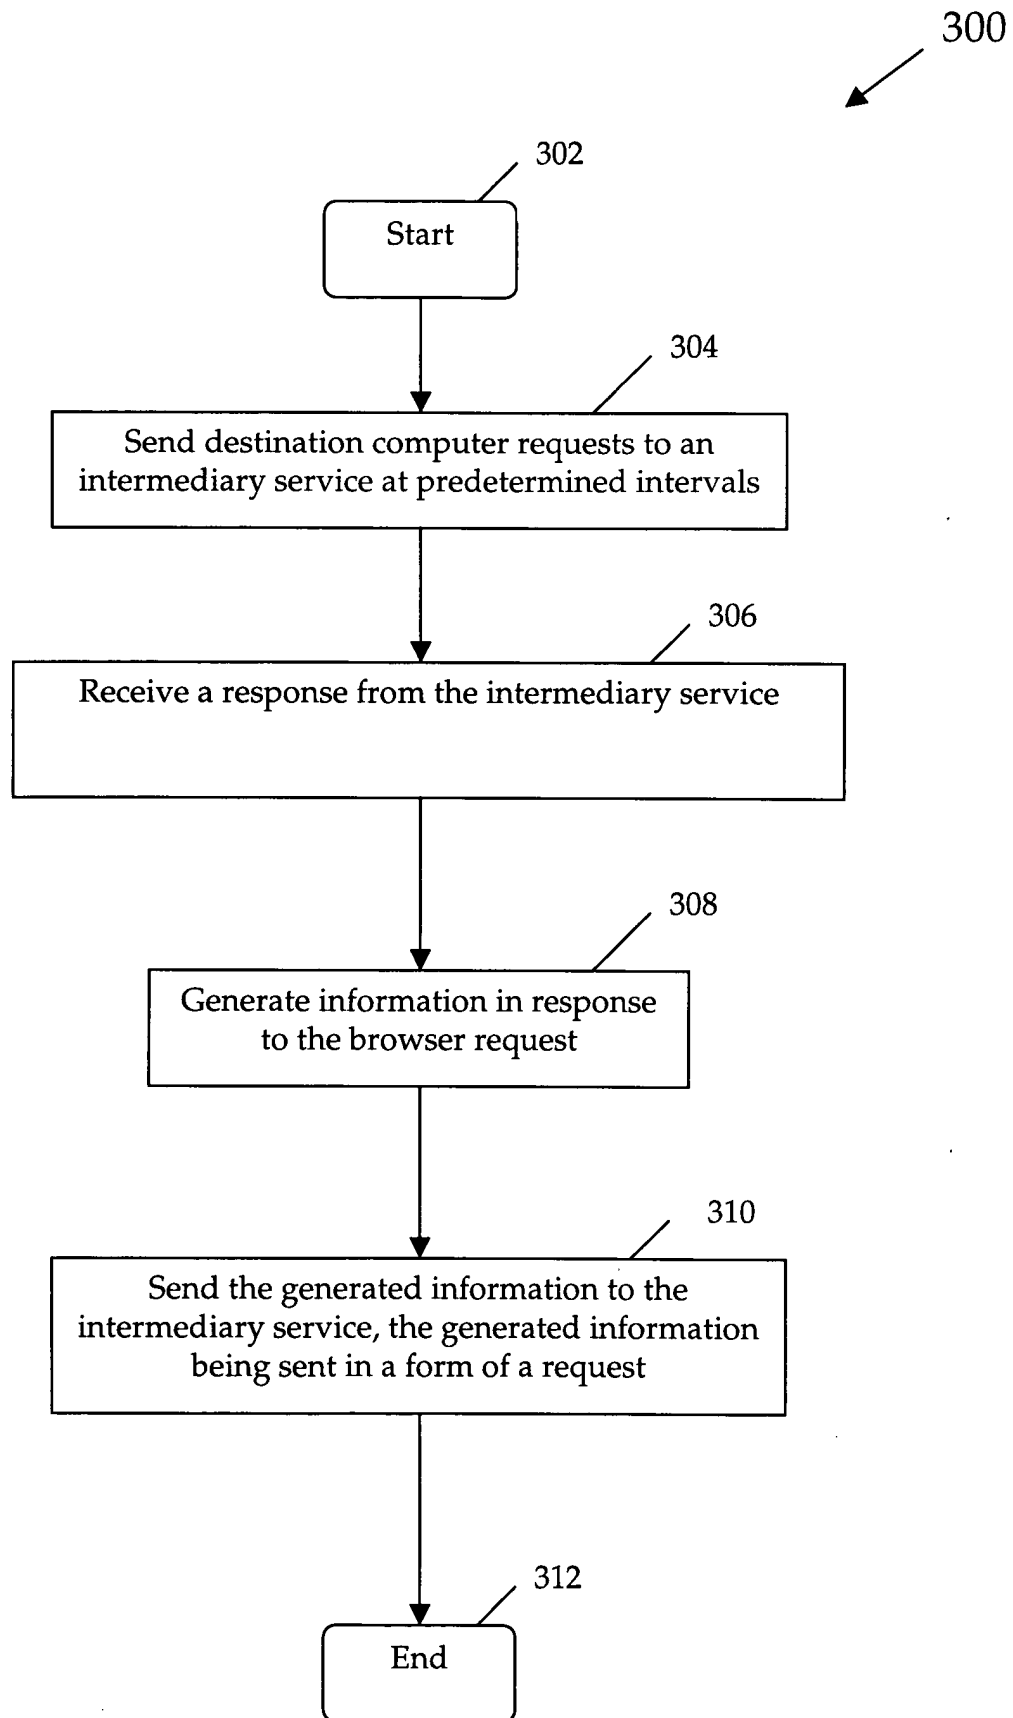 300
302
Start
304
Send destination computer requests to an
intermediary service at predetermined intervals
306
Receive a response from the intermediary service
308
Generate information in response
to the browser request
310
Send the generated information to the
intermediary service, the generated information
being sent in a form of a request
312
End